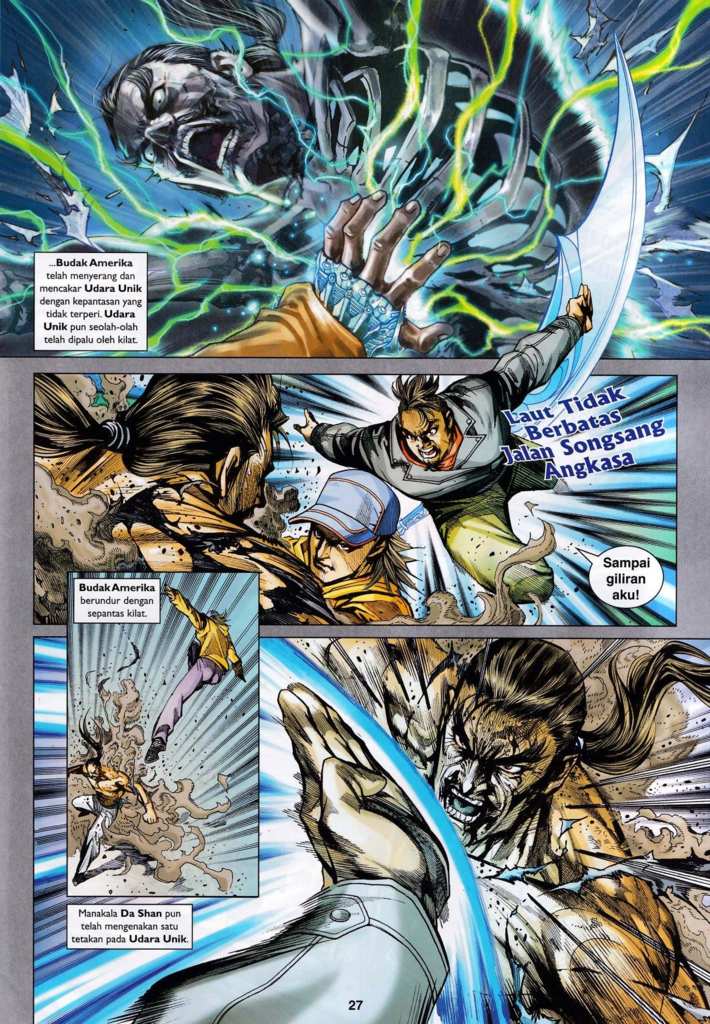 ...Budak Amerika
telah menyerang dan
mencakar Udara Unik
dengan kepantasan yang
tidak terperi. Udara
Unik pun seolah-olah
telah dipalu oleh kilat.
Laut Tidak
Berbatas
Jalan Songsang
Angkasa
Sampai
giliran
aku!
Budak Amerika
berundur dengan
sepantas kilat.
Manakala Da Shan pun
telah mengenakan satu
tetakan pada Udara Unik.
27